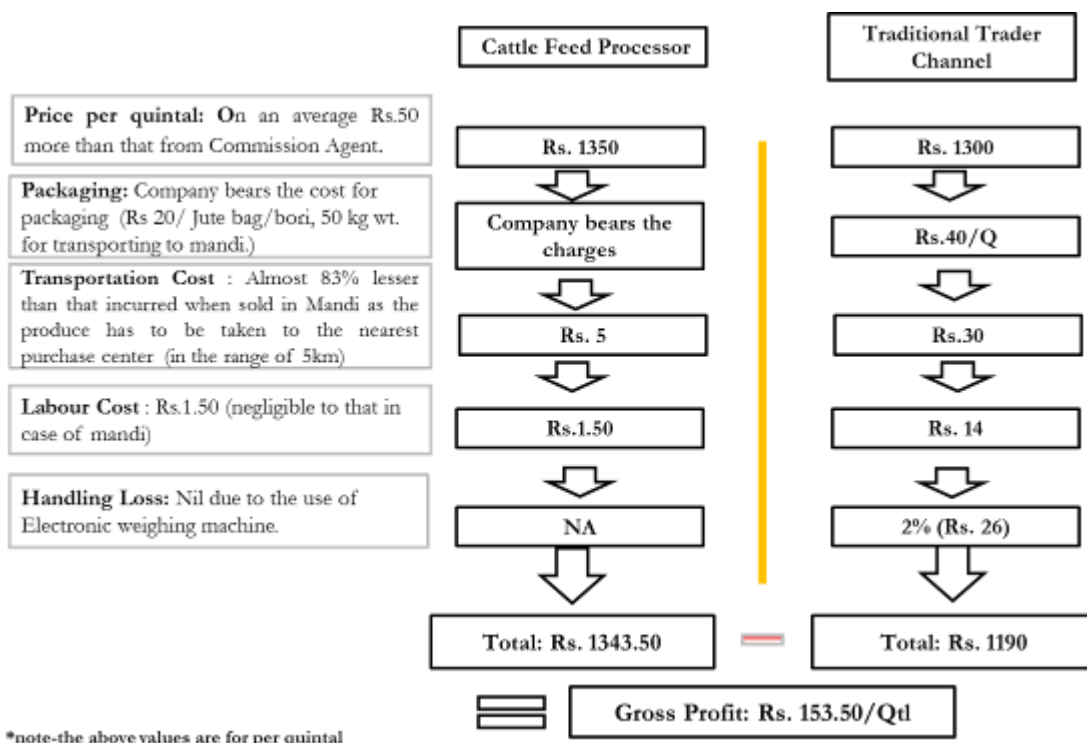 Cattle Feed Processor
Traditional Trader
Channel
Price per quintal: On an average Rs.50
more than that from Commission Agent.
Rs. 1350
Rs. 1300
Packaging: Company bears the cost for
packaging (Rs 20/ Jute bag/bori, 50 kg wt.
for transporting to mandi.)
Company bears the
charges
Rs.40/Q
Transportation Cost : Almost 83% lesser
than that incurred when sold in Mandi as the
produce has to be taken to the nearest
purchase center (in the range of 5km)
Rs. 5
Rs.30
Labour Cost : Rs.1.50 (negligible to that in
case of mandi)
Rs.1.50
Rs. 14
Handling Loss: Nil due to the use of
Electronic weighing machine.
NA
2% (Rs. 26)
Total: Rs. 1343.50
Total: Rs. 1190
Gross Profit: Rs. 153.50/Qtl
*note-the above values are for per quintal